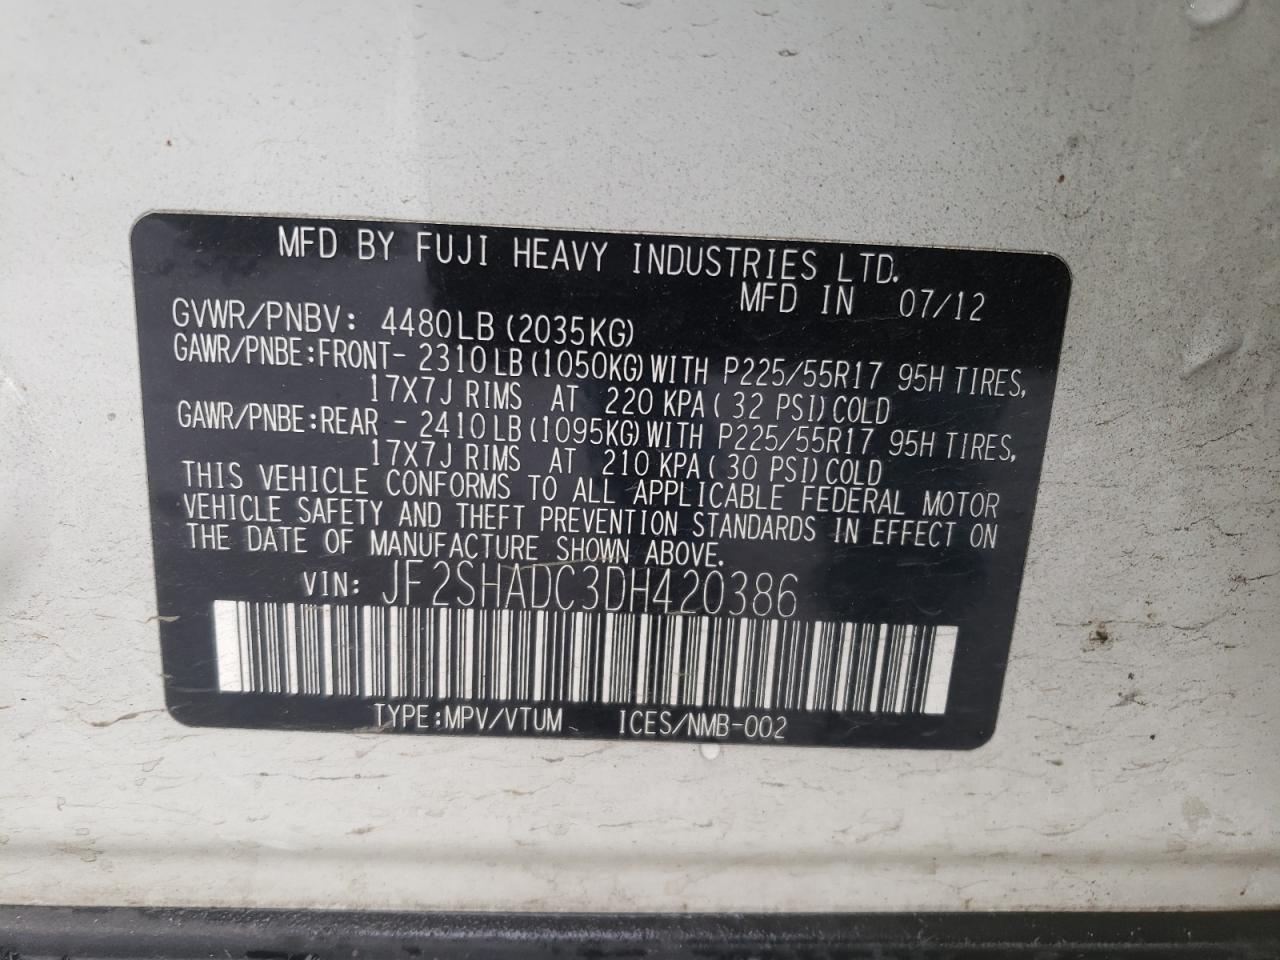 MFD BY FUJI HEAVY INDUSTRIES LTD.
MFD IN 07/12
GVWR/PNBV: 4480LB (2035KG)
GAWR/PNBE:FRONT- 2310LB (1050KG) WITH P225/55R17 95H TIRES,
17X7J RIMS AT 220 KPA ( 32 PSI) COLD
GAWR/PNBE:REAR - 2410LB (1095KG) WITH P225/55R17 95H TIRES,
17X7J RIMS AT 210 KPA ( 30 PSI) COLD
THIS VEHICLE CONFORMS TO ALL APPLICABLE FEDERAL MOTOR
VEHICLE SAFETY AND THEFT PREVENTION STANDARDS IN EFFECT ON
THE DATE OF MANUFACTURE SHOWN ABOVE.
VIN: JF2SHADC3DH420386
TYPE:MPV/VTUM ICES/NMB-002